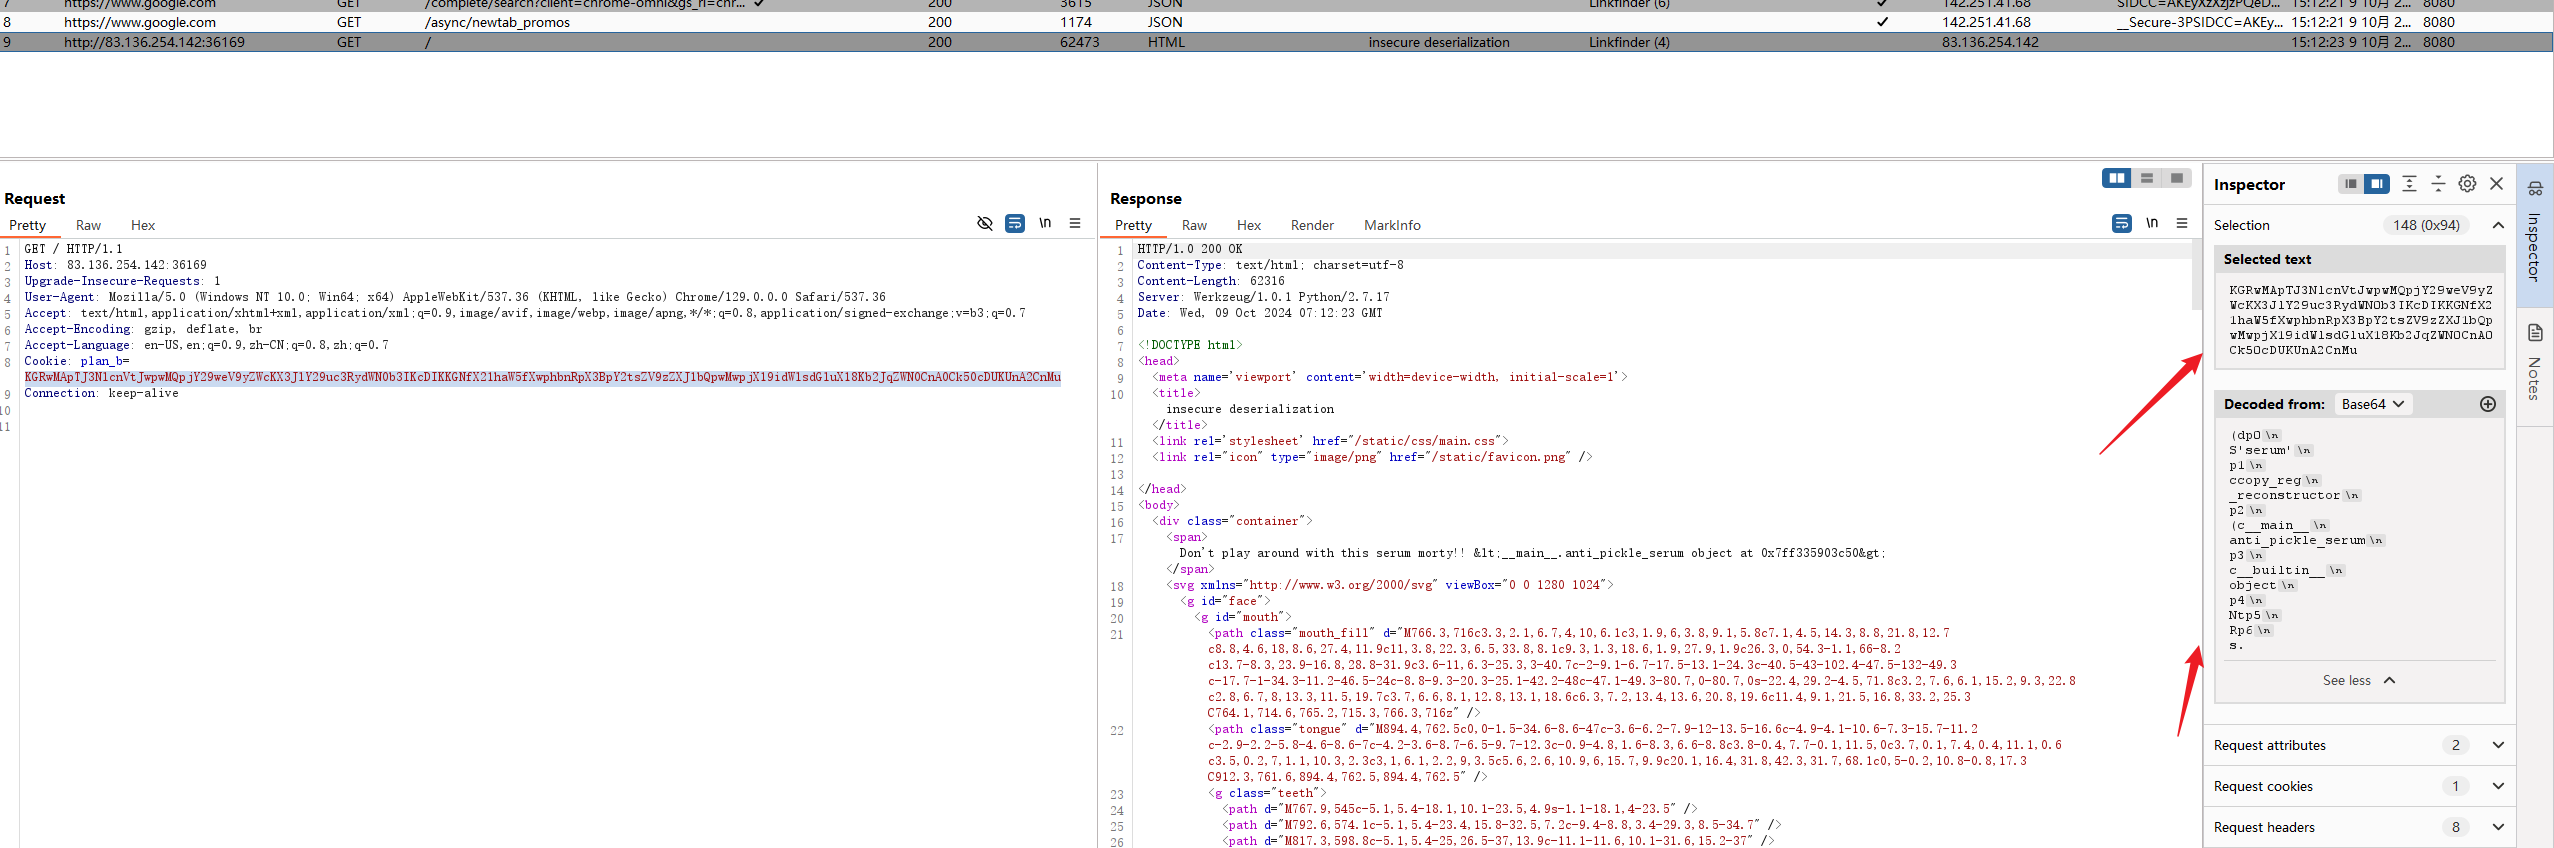 7 https://www.google.com GET /complete/search?client=chrome-omni&gs_ri=chr... ✓ 200 3615 JSON Linkfinder (6) ✓ 142.251.41.68 15:12:21 9 10月 2... 8080
8 https://www.google.com GET /async/newtab_promos 200 1174 JSON ✓ 142.251.41.68 __Secure-3PSIDCC=AKEy... 15:12:21 9 10月 2... 8080
9 http://83.136.254.142:36169 GET / 200 62473 HTML insecure deserialization Linkfinder (4) 83.136.254.142 15:12:23 9 10月 2... 8080
Request
Pretty Raw Hex \n
1 GET / HTTP/1.1
2 Host: 83.136.254.142:36169
3 Upgrade-Insecure-Requests: 1
4 User-Agent: Mozilla/5.0 (Windows NT 10.0; Win64; x64) AppleWebKit/537.36 (KHTML, like Gecko) Chrome/129.0.0.0 Safari/537.36
5 Accept: text/html,application/xhtml+xml,application/xml;q=0.9,image/avif,image/webp,image/apng,*/*;q=0.8,application/signed-exchange;v=b3;q=0.7
6 Accept-Encoding: gzip, deflate, br
7 Accept-Language: en-US,en;q=0.9,zh-CN;q=0.8,zh;q=0.7
8 Cookie: plan_b=
KGRwMApTJ3NlcnVtJwpwMQpjY29weV9yZWcKX3JlY29uc3RydWN0b3IKcDIKKGNfX21haW5fXwphbnRpX3BpY2tsZV9zZXJ1bQpwMwpjX19idWlsdGluX18Kb2JqZWN0CnA0Ck50cDUKUnA2CnMu
9 Connection: keep-alive
10
11
Response
Pretty Raw Hex Render MarkInfo \n
1 HTTP/1.0 200 OK
2 Content-Type: text/html; charset=utf-8
3 Content-Length: 62316
4 Server: Werkzeug/1.0.1 Python/2.7.17
5 Date: Wed, 09 Oct 2024 07:12:23 GMT
6
7 <!DOCTYPE html>
8 <head>
9 <meta name='viewport' content='width=device-width, initial-scale=1'>
10 <title>
insecure deserialization
</title>
11 <link rel='stylesheet' href="/static/css/main.css">
12 <link rel="icon" type="image/png" href="/static/favicon.png" />
13
14 </head>
15 <body>
16 <div class="container">
17 <span>
Don't play around with this serum morty!! &lt;__main__.anti_pickle_serum object at 0x7ff335903c50&gt;
</span>
18 <svg xmlns="http://www.w3.org/2000/svg" viewBox="0 0 1280 1024">
19 <g id="face">
20 <g id="mouth">
21 <path class="mouth_fill" d="M766.3,716c3.3,2.1,6.7,4,10,6.1c3,1.9,6,3.8,9.1,5.8c7.1,4.5,14.3,8.8,21.8,12.7
c8.8,4.6,18,8.6,27.4,11.9c11,3.8,22.3,6.5,33.8,8.1c9.3,1.3,18.6,1.9,27.9,1.9c26.3,0,54.3-1.1,66-8.2
c13.7-8.3,23.9-16.8,28.8-31.9c3.6-11,6.3-25.3,3-40.7c-2-9.1-6.7-17.5-13.1-24.3c-40.5-43-102.4-47.5-132-49.3
c-17.7-1-34.3-11.2-46.5-24c-8.8-9.3-20.3-25.1-42.2-48c-47.1-49.3-80.7,0-80.7,0s-22.4,29.2-4.5,71.8c3.2,7.6,6.1,15.2,9.3,22.8
c2.8,6.7,8,13.3,11.5,19.7c3.7,6.6,8.1,12.8,13.1,18.6c6.3,7.2,13.4,13.6,20.8,19.6c11.4,9.1,21.5,16.8,33.2,25.3
C764.1,714.6,765.2,715.3,766.3,716z" />
22 <path class="tongue" d="M894.4,762.5c0,0-1.5-34.6-8.6-47c-3.6-6.2-7.9-12-13.5-16.6c-4.9-4.1-10.6-7.3-15.7-11.2
c-2.9-2.2-5.8-4.6-8.6-7c-4.2-3.6-8.7-6.5-9.7-12.3c-0.9-4.8,1.6-8.3,6.6-8.8c3.8-0.4,7.7-0.1,11.5,0c3.7,0.1,7.4,0.4,11.1,0.6
c3.5,0.2,7,1.1,10.3,2.3c3,1,6.1,2.2,9,3.5c5.6,2.6,10.9,6,15.7,9.9c20.1,16.4,31.8,42.3,31.7,68.1c0,5-0.2,10.8-0.8,17.3
C912.3,761.6,894.4,762.5,894.4,762.5" />
23 <g class="teeth">
24 <path d="M767.9,545c-5.1,5.4-18.1,10.1-23.5,4.9s-1.1-18.1,4-23.5" />
25 <path d="M792.6,574.1c-5.1,5.4-23.4,15.8-32.5,7.2c-9.4-8.8,3.4-29.3,8.5-34.7" />
26 <path d="M817.3,598.8c-5.1,5.4-25,26.5-37,13.9c-11.1-11.6,10.1-31.6,15.2-37" />
Inspector
Selection 148 (0x94)
Selected text
KGRwMApTJ3NlcnVtJwpwMQpjY29weV9yZ
WcKX3JlY29uc3RydWN0b3IKcDIKKGNfX2
1haW5fXwphbnRpX3BpY2tsZV9zZXJ1bQp
wMwpjX19idWlsdGluX18Kb2JqZWN0CnA0
Ck50cDUKUnA2CnMu
Decoded from: Base64
(dp0\n
S'serum'\n
p1\n
ccopy_reg\n
_reconstructor\n
p2\n
(c__main__\n
anti_pickle_serum\n
p3\n
c__builtin__\n
object\n
p4\n
Ntp5\n
Rp6\n
s.
See less
Request attributes 2
Request cookies 1
Request headers 8
Inspector
Notes